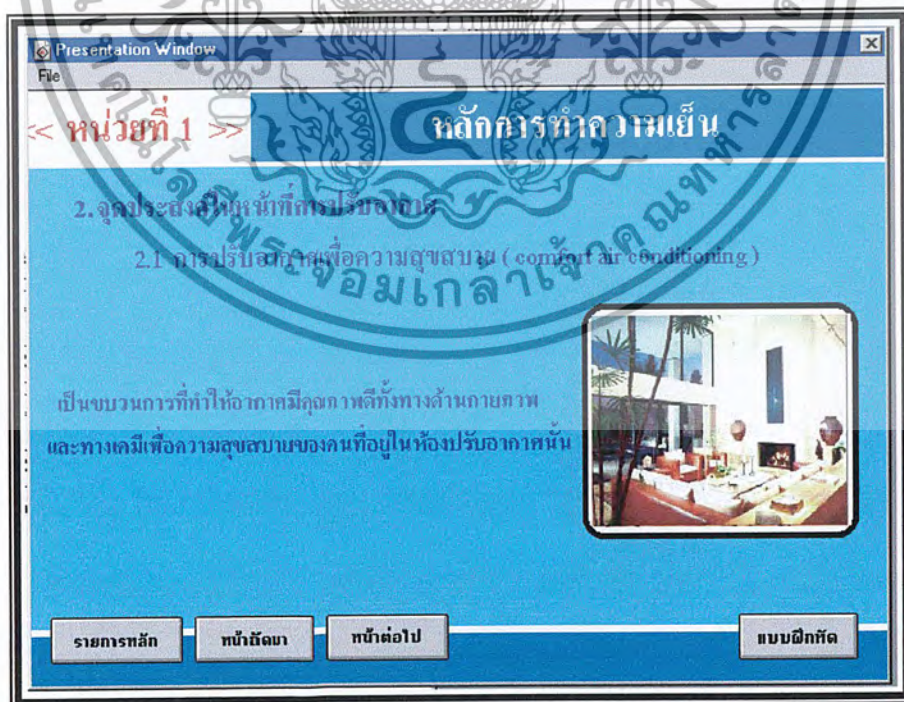 Presentation Window
File
<< หน่วยที่ 1 >>
หลักการทำความเย็น
2.จุดประสงค์ในหน้าที่การปรับอากาศ
2.1 การปรับอากาศเพื่อความสุขสบาย ( comfort air conditioning )
เป็นขบวนการที่ทำให้อากาศมีคุณภาพดีทั้งทางด้านกายภาพ
และทางเคมีเพื่อความสุขสบายของคนที่อยู่ในห้องปรับอากาศนั้น
รายการหลัก
หน้าถัดมา
หน้าต่อไป
แบบฝึกหัด